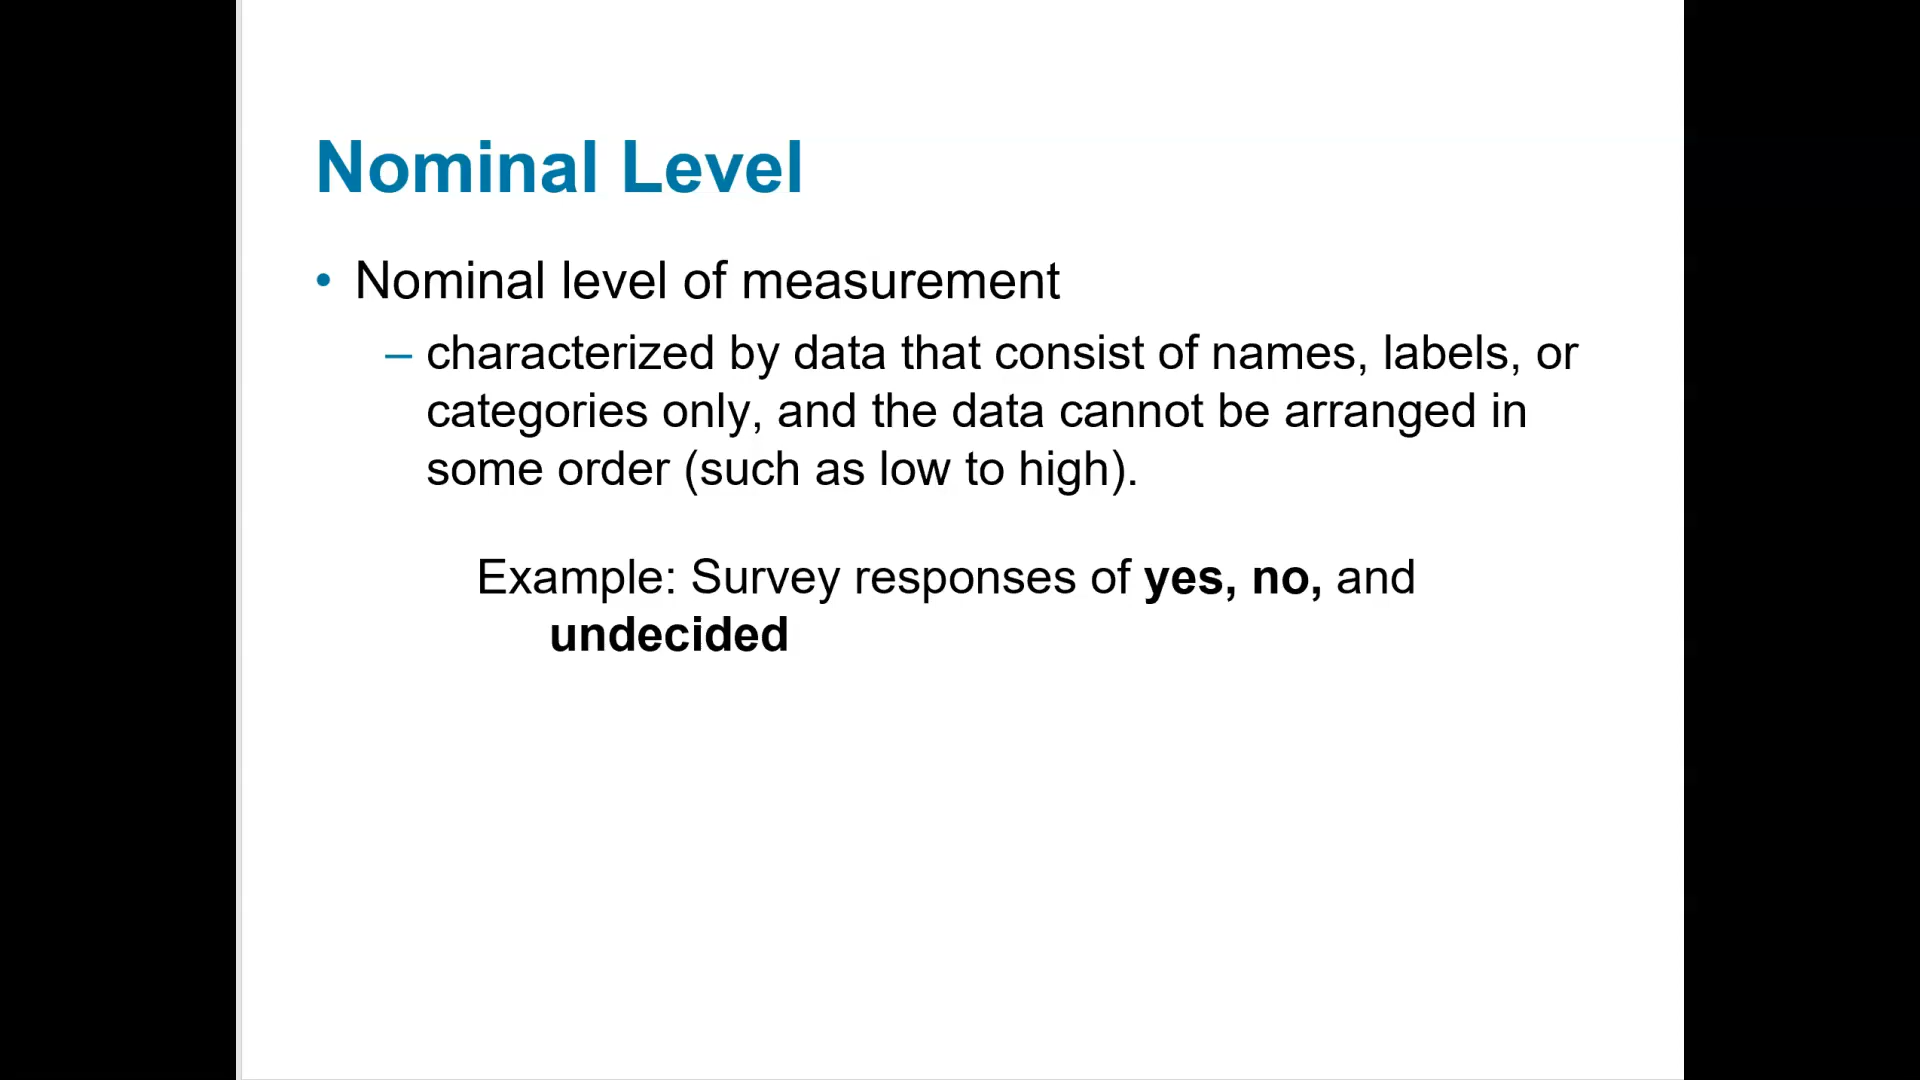 Nominal Level
• Nominal level of measurement
– characterized by data that consist of names, labels, or
categories only, and the data cannot be arranged in
some order (such as low to high).
Example: Survey responses of yes, no, and
undecided